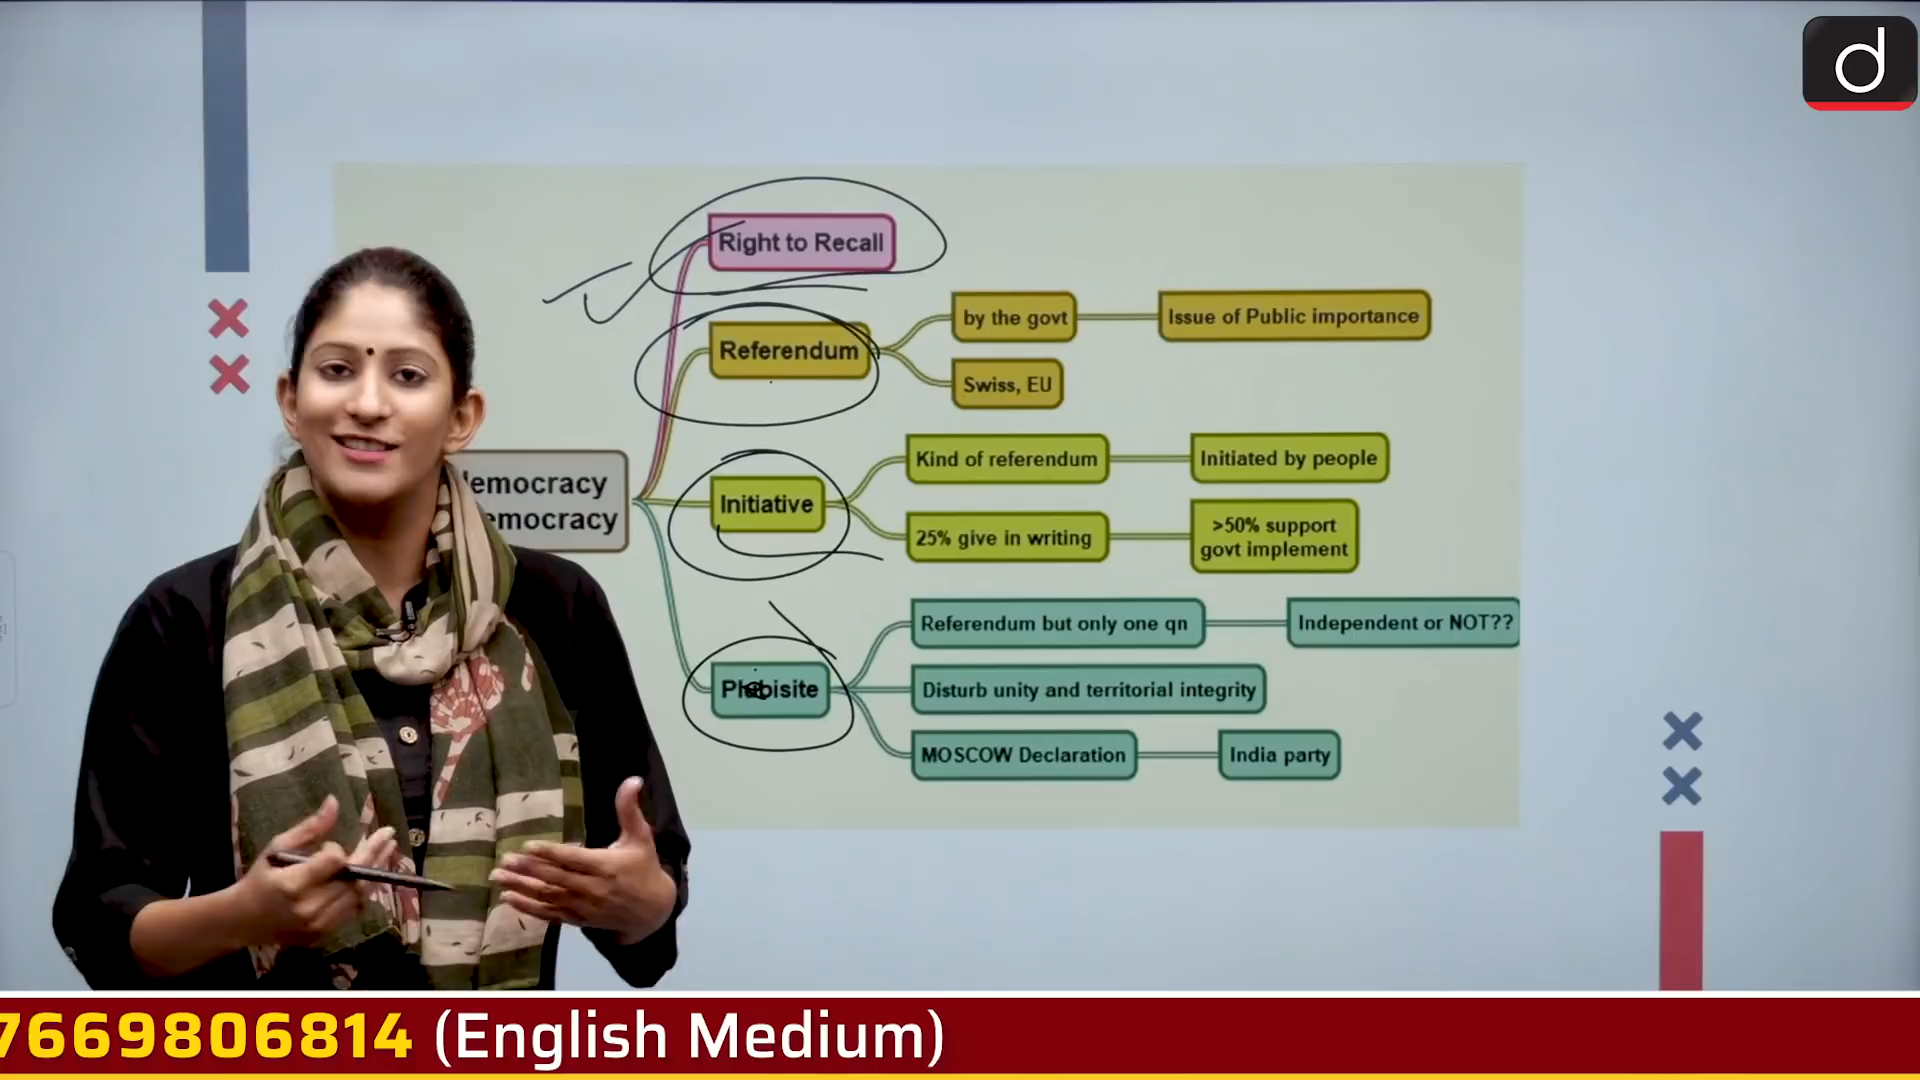 d
Right to Recall
Referendum
by the govt
Issue of Public importance
Swiss, EU
emocracy
emocracy
Initiative
Kind of referendum
Initiated by people
25% give in writing
>50% support
govt implement
Plebisite
Referendum but only one qn
Independent or NOT??
Disturb unity and territorial integrity
MOSCOW Declaration
India party
7669806814 (English Medium)